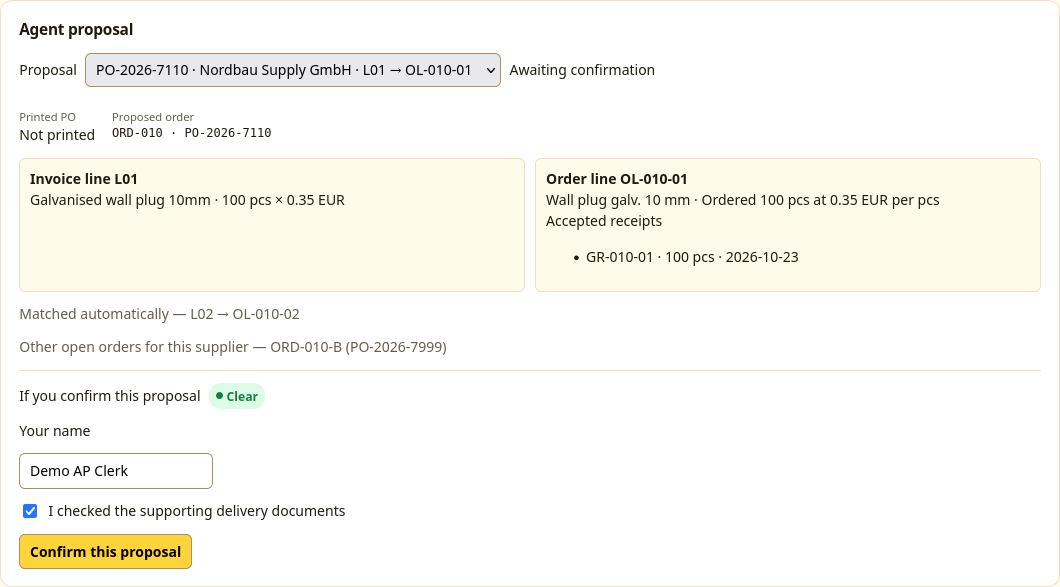 Agent proposal
Proposal PO-2026-7110 · Nordbau Supply GmbH · L01 → OL-010-01 Awaiting confirmation
Printed PO Proposed order
Not printed ORD-010 · PO-2026-7110
Invoice line L01
Galvanised wall plug 10mm · 100 pcs × 0.35 EUR
Order line OL-010-01
Wall plug galv. 10 mm · Ordered 100 pcs at 0.35 EUR per pcs
Accepted receipts
• GR-010-01 · 100 pcs · 2026-10-23
Matched automatically — L02 → OL-010-02
Other open orders for this supplier — ORD-010-B (PO-2026-7999)
If you confirm this proposal Clear
Your name
Demo AP Clerk
I checked the supporting delivery documents
Confirm this proposal